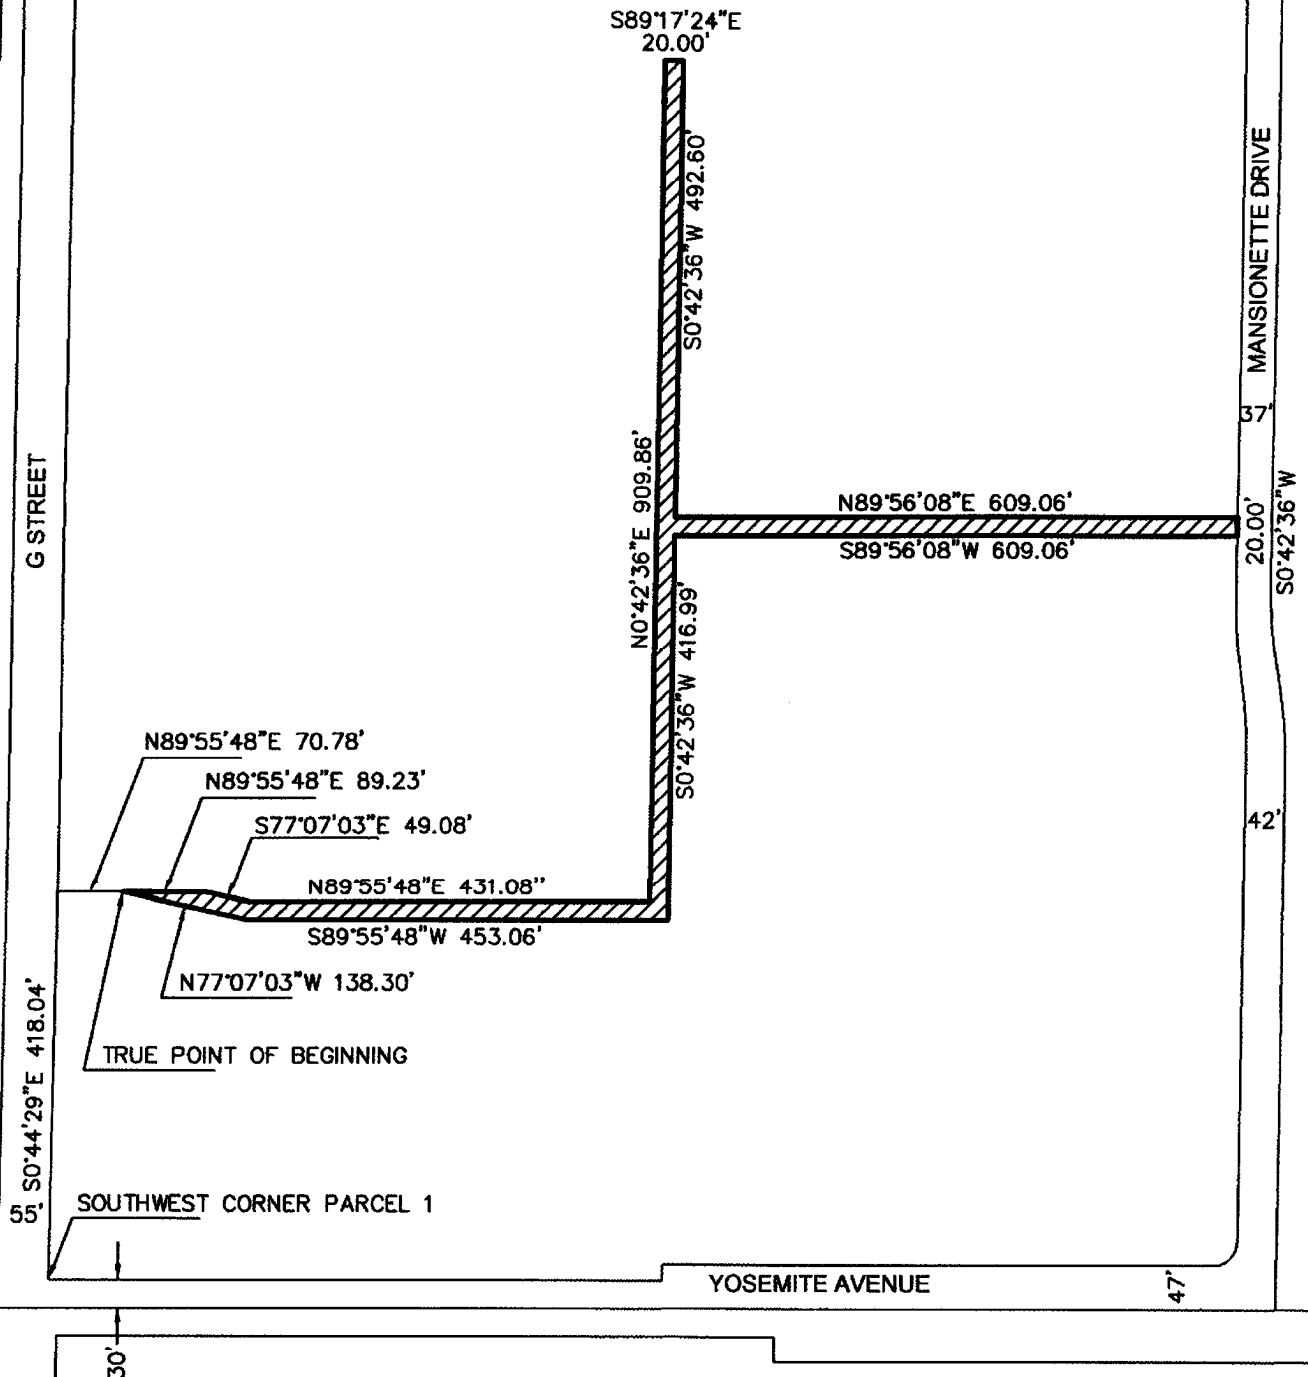 S89°17'24"E
20.00'
S0°42'36"W 492.60'
MANSIONETTE DRIVE
37'
G STREET
N0°42'36"E 909.86'
N89°56'08"E 609.06'
S89°56'08"W 609.06'
20.00'
S0°42'36"W
S0°42'36"W 416.99'
N89°55'48"E 70.78'
N89°55'48"E 89.23'
S77°07'03"E 49.08'
42'
N89°55'48"E 431.08"
S89°55'48"W 453.06'
N77°07'03"W 138.30'
S0°44'29"E 418.04'
TRUE POINT OF BEGINNING
55'
SOUTHWEST CORNER PARCEL 1
YOSEMITE AVENUE
47'
30'